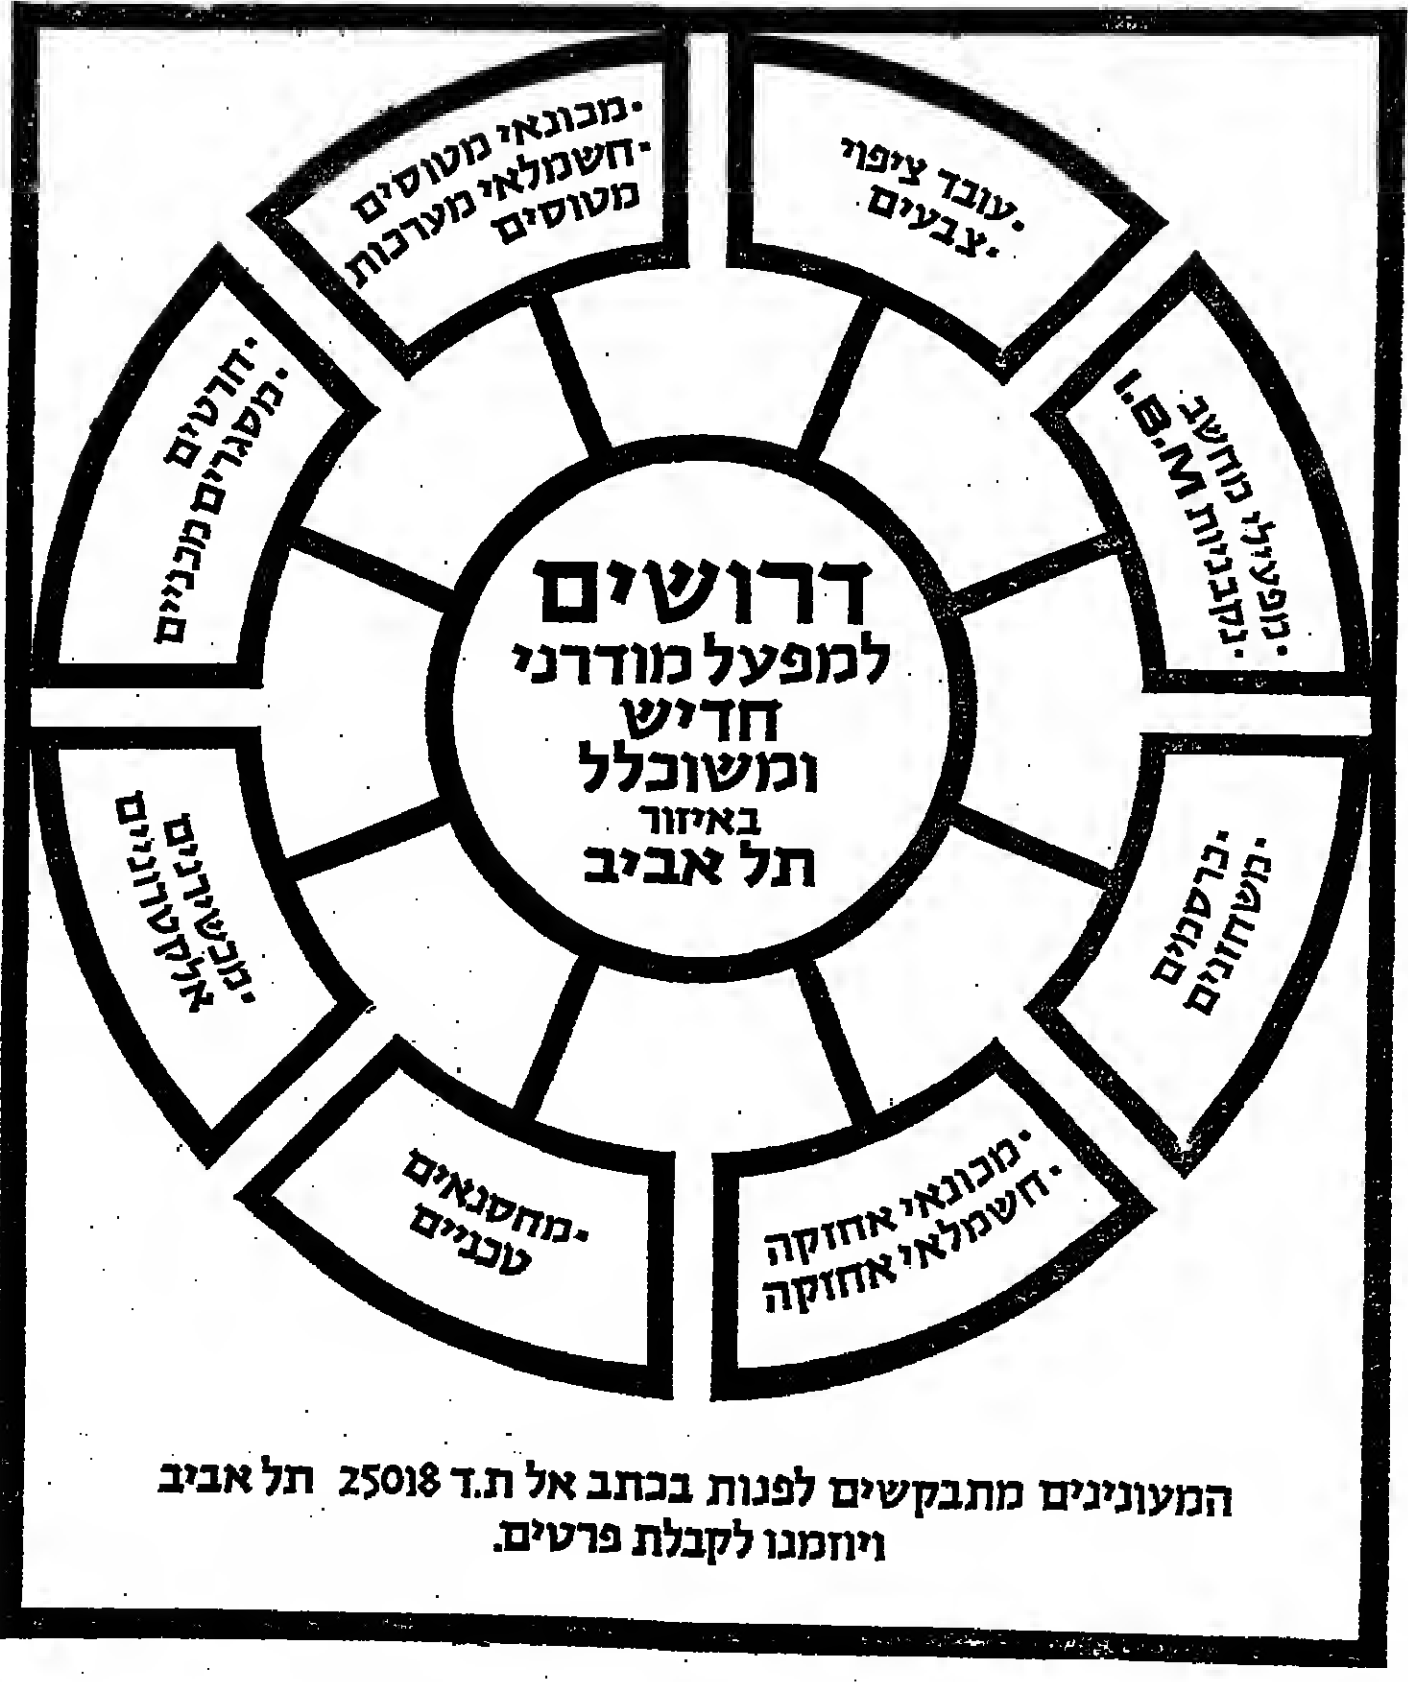 דרושים
למפעל מודרני
חדיש
ומשוכלל
באיזור
תל אביב
·עובד ציפוי
·צבעים
·מפעילי מחשב
·נקבניות I.B.M
·כרסמים
·משחזנים
·מכונאי אחזקה
·חשמלאי אחזקה
·מחסנאים
טכניים
·מכשירנים
אלקטרוניים
·חרטים
·מסגרים מכניים
·מכונאי מטוסים
·חשמלאי מערכות
מטוסים
המעונינים מתבקשים לפנות בכתב אל ת.ד 25018 תל אביב
ויוזמנו לקבלת פרטים.